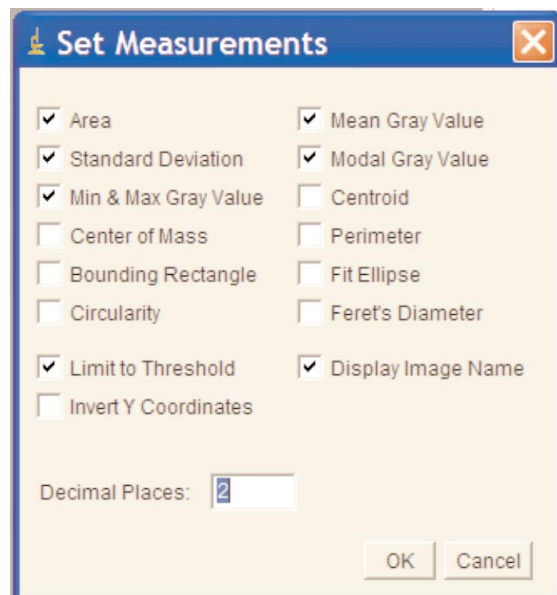 Set Measurements
Area Mean Gray Value
Standard Deviation Modal Gray Value
Min & Max Gray Value Centroid
Center of Mass Perimeter
Bounding Rectangle Fit Ellipse
Circularity Feret's Diameter
Limit to Threshold Display Image Name
Invert Y Coordinates
Decimal Places: 2
OK Cancel